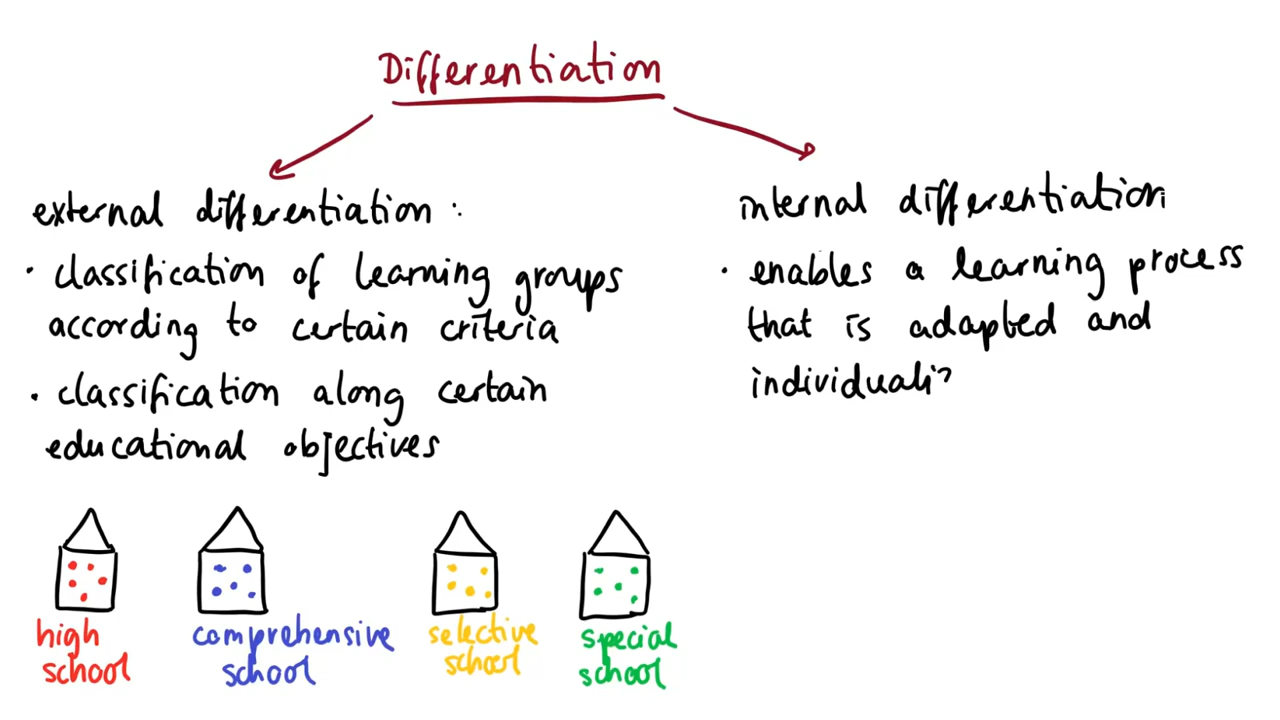 Differentiation
external differentiation :
• classification of learning groups
according to certain criteria
• classification along certain
educational objectives
internal differentiation
• enables a learning process
that is adapted and
high
school
comprehensive
school
selective
school
special
school